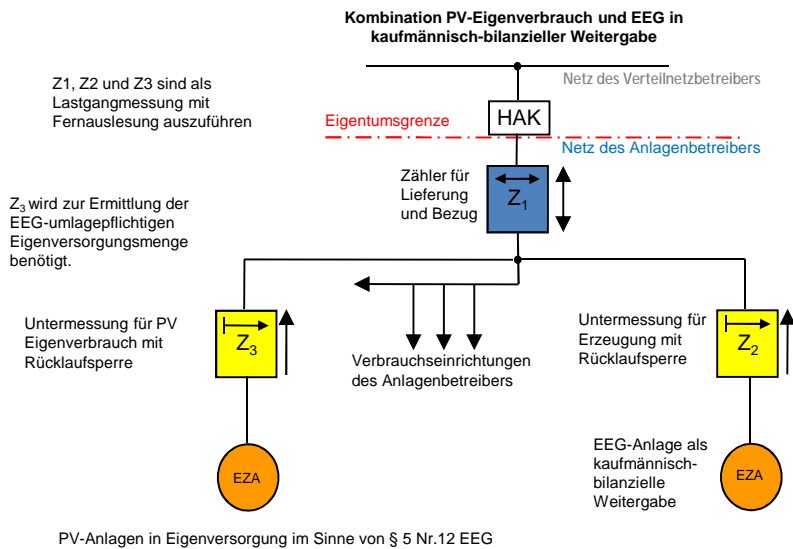 Kombination PV-Eigenverbrauch und EEG in
kaufmännisch-bilanzieller Weitergabe
Netz des Verteilnetzbetreibers
Z1, Z2 und Z3 sind als
Lastgangmessung mit
Fernauslesung auszuführen
Eigentumsgrenze
HAK
Netz des Anlagenbetreibers
Zähler für
Lieferung
und Bezug
Z1
Z3 wird zur Ermittlung der
EEG-umlagepflichtigen
Eigenversorgungsmenge
benötigt.
Untermessung für PV
Eigenverbrauch mit
Rücklaufsperre
Z3
Verbrauchseinrichtungen
des Anlagenbetreibers
Untermessung für
Erzeugung mit
Rücklaufsperre
Z2
EZA
EEG-Anlage als
kaufmännisch-
bilanzielle
Weitergabe
EZA
PV-Anlagen in Eigenversorgung im Sinne von § 5 Nr.12 EEG